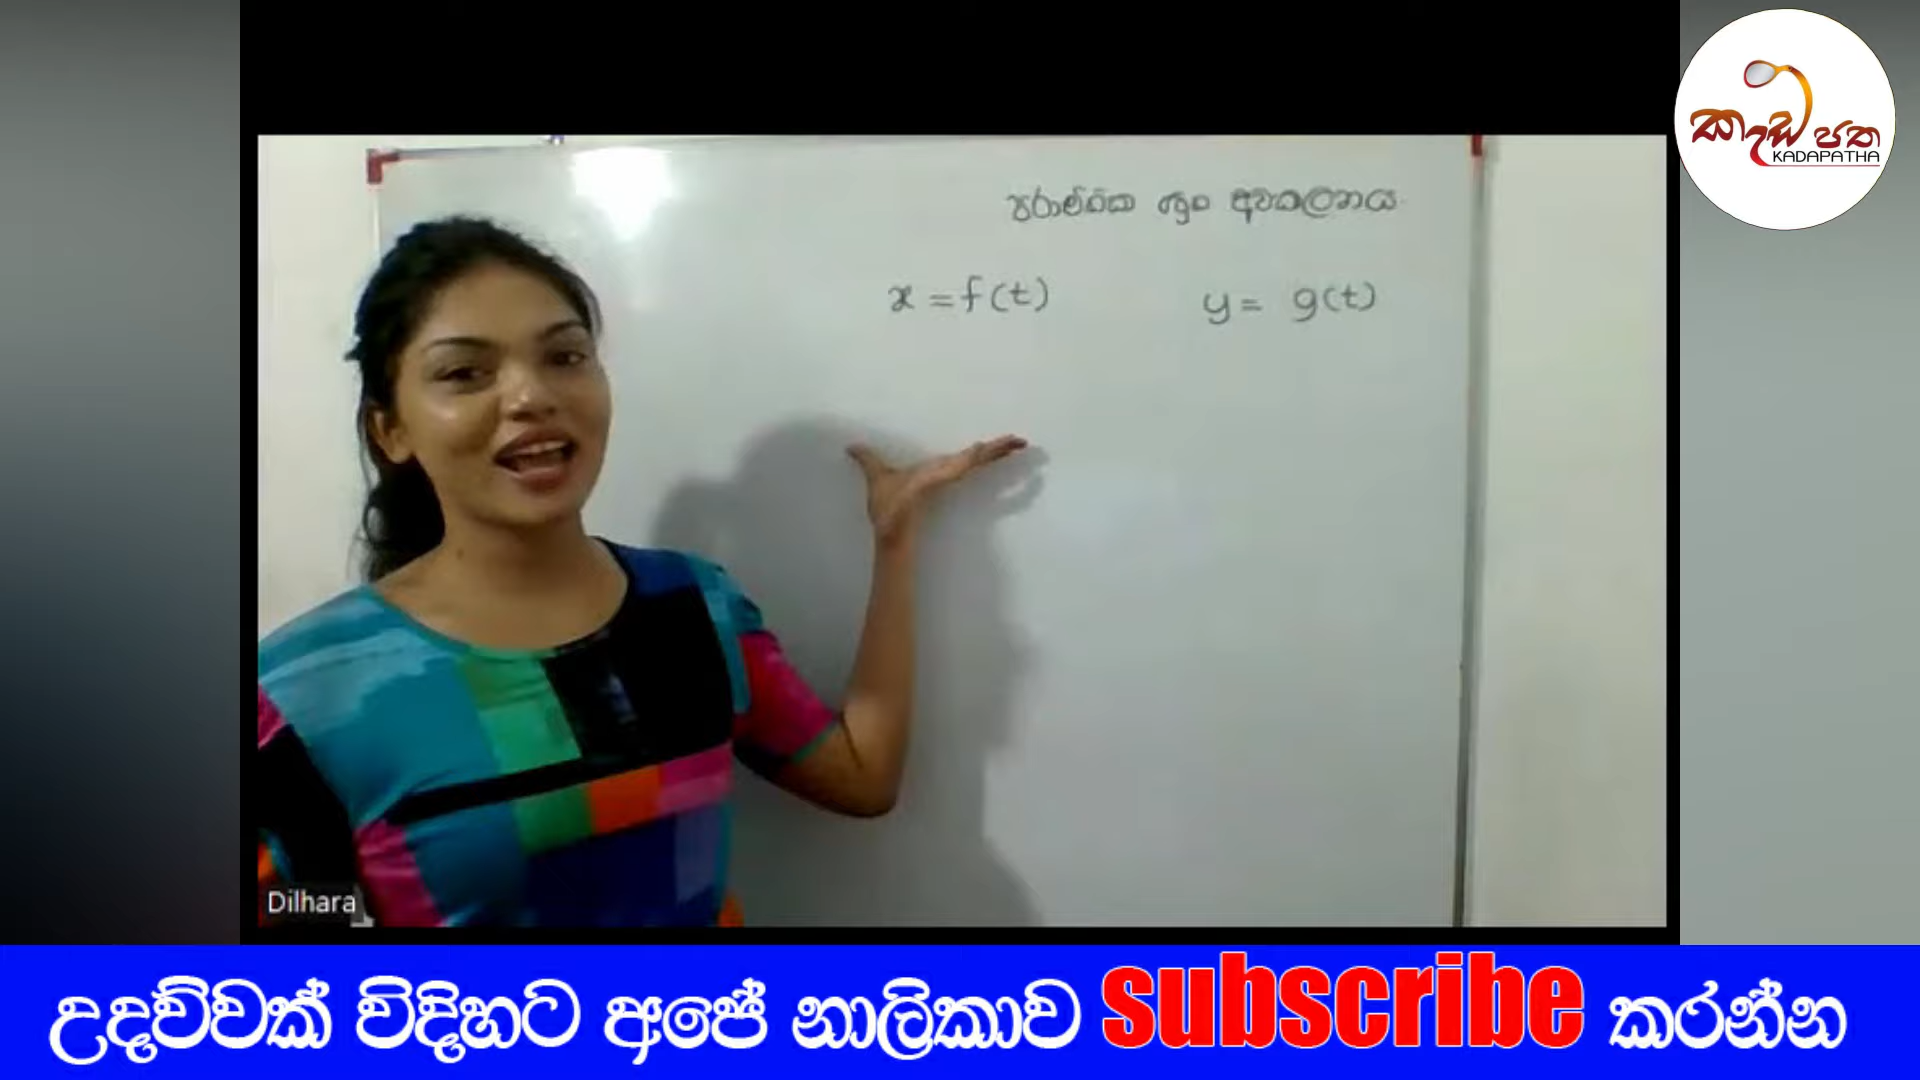 කැඩපත
KADAPATHA
පරාමිතික ශ්‍රිත අවකලනය
x = f(t) y = g(t)
Dilhara
උදව්වක් විදිහට අපේ නාලිකාව subscribe කරන්න